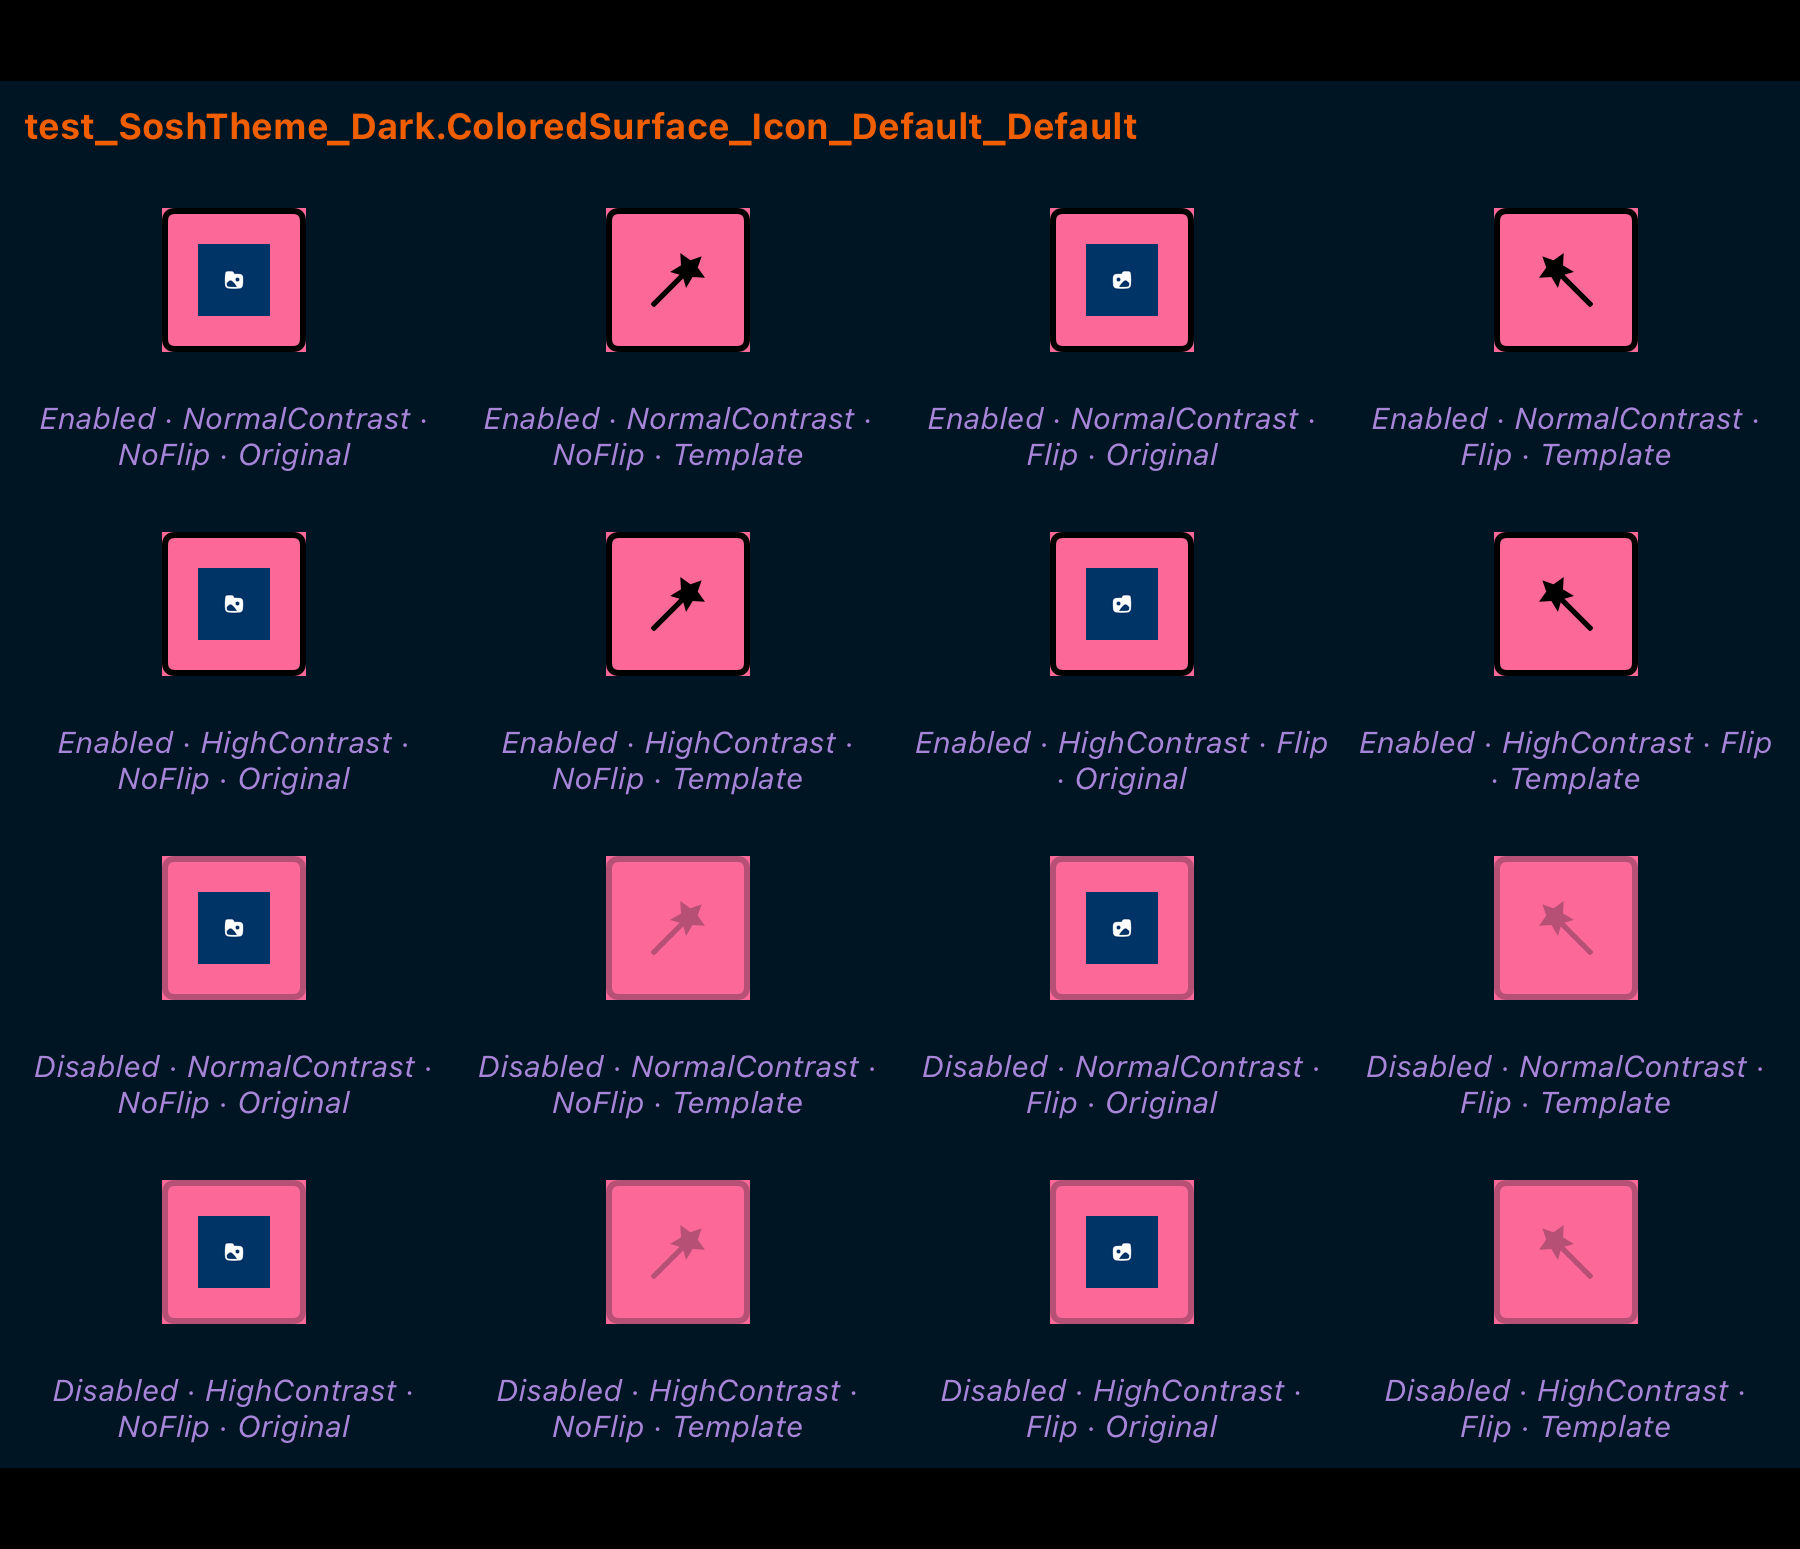 test_SoshTheme_Dark.ColoredSurface_Icon_Default_Default
Enabled · NormalContrast ·
NoFlip · Original
Enabled · NormalContrast ·
NoFlip · Template
Enabled · NormalContrast ·
Flip · Original
Enabled · NormalContrast ·
Flip · Template
Enabled · HighContrast ·
NoFlip · Original
Enabled · HighContrast ·
NoFlip · Template
Enabled · HighContrast · Flip
· Original
Enabled · HighContrast · Flip
· Template
Disabled · NormalContrast ·
NoFlip · Original
Disabled · NormalContrast ·
NoFlip · Template
Disabled · NormalContrast ·
Flip · Original
Disabled · NormalContrast ·
Flip · Template
Disabled · HighContrast ·
NoFlip · Original
Disabled · HighContrast ·
NoFlip · Template
Disabled · HighContrast ·
Flip · Original
Disabled · HighContrast ·
Flip · Template